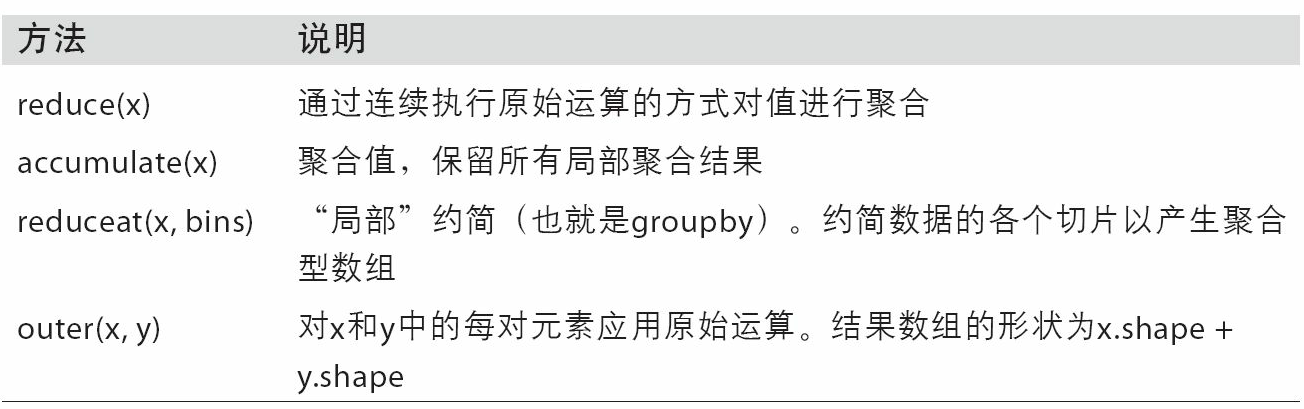 方法 说明
reduce(x) 通过连续执行原始运算的方式对值进行聚合
accumulate(x) 聚合值，保留所有局部聚合结果
reduceat(x, bins) “局部”约简（也就是groupby）。约简数据的各个切片以产生聚合
型数组
outer(x, y) 对x和y中的每对元素应用原始运算。结果数组的形状为x.shape +
y.shape